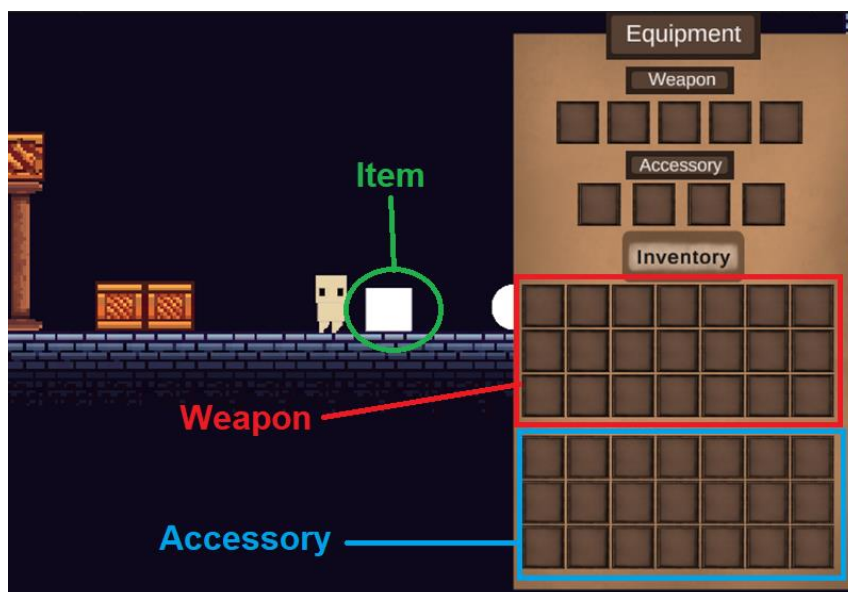 Equipment
Weapon
Accessory
Item
Inventory
Weapon
Accessory